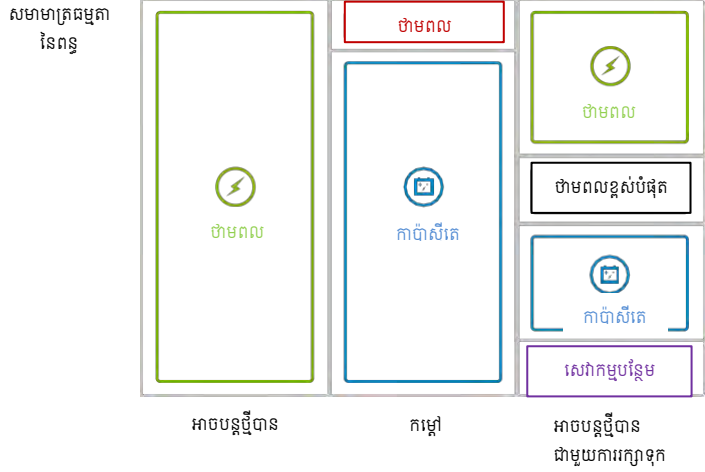 សមាមាត្រធម្មតា
នៃពន្ធ
ថាមពល
ថាមពល
កាប៉ាស៊ីតេ
ថាមពល
ថាមពលខ្ពស់បំផុត
កាប៉ាស៊ីតេ
សេវាកម្មបន្ថែម
អាចបន្តថ្មីបាន
កម្ដៅ
អាចបន្តថ្មីបាន
ជាមួយការរក្សាទុក